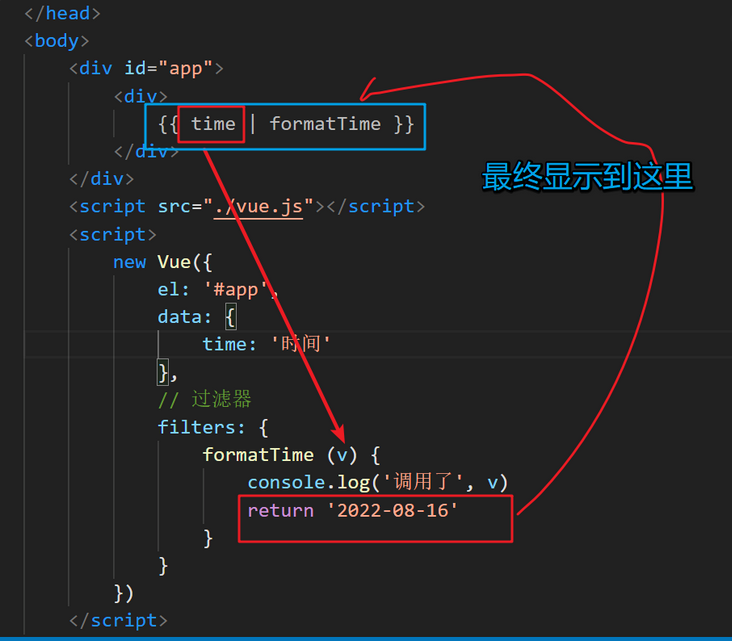 </head>
<body>
<div id="app">
<div>
{{ time | formatTime }}
</div>
最终显示到这里
</div>
<script src="./vue.js"></script>
<script>
new Vue({
el: '#app',
data: {
time: '时间'
},
// 过滤器
filters: {
formatTime (v) {
console.log('调用了', v)
return '2022-08-16'
}
}
})
</script>